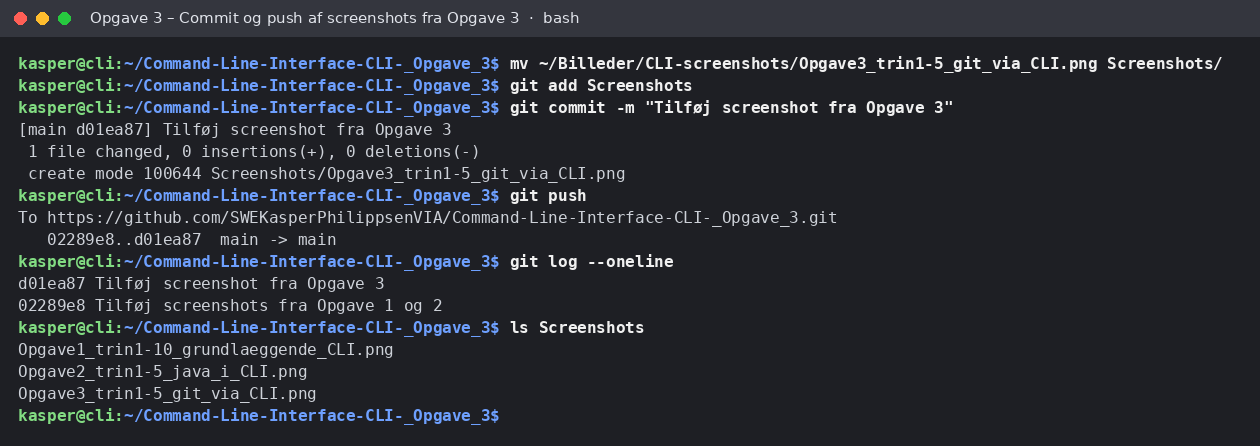 Opgave 3 – Commit og push af screenshots fra Opgave 3 · bash
kasper@cli:~/Command-Line-Interface-CLI-_Opgave_3$ mv ~/Billeder/CLI-screenshots/Opgave3_trin1-5_git_via_CLI.png Screenshots/
kasper@cli:~/Command-Line-Interface-CLI-_Opgave_3$ git add Screenshots
kasper@cli:~/Command-Line-Interface-CLI-_Opgave_3$ git commit -m "Tilføj screenshot fra Opgave 3"
[main d01ea87] Tilføj screenshot fra Opgave 3
 1 file changed, 0 insertions(+), 0 deletions(-)
 create mode 100644 Screenshots/Opgave3_trin1-5_git_via_CLI.png
kasper@cli:~/Command-Line-Interface-CLI-_Opgave_3$ git push
To https://github.com/SWEKasperPhilippsenVIA/Command-Line-Interface-CLI-_Opgave_3.git
   02289e8..d01ea87  main -> main
kasper@cli:~/Command-Line-Interface-CLI-_Opgave_3$ git log --oneline
d01ea87 Tilføj screenshot fra Opgave 3
02289e8 Tilføj screenshots fra Opgave 1 og 2
kasper@cli:~/Command-Line-Interface-CLI-_Opgave_3$ ls Screenshots
Opgave1_trin1-10_grundlaeggende_CLI.png
Opgave2_trin1-5_java_i_CLI.png
Opgave3_trin1-5_git_via_CLI.png
kasper@cli:~/Command-Line-Interface-CLI-_Opgave_3$